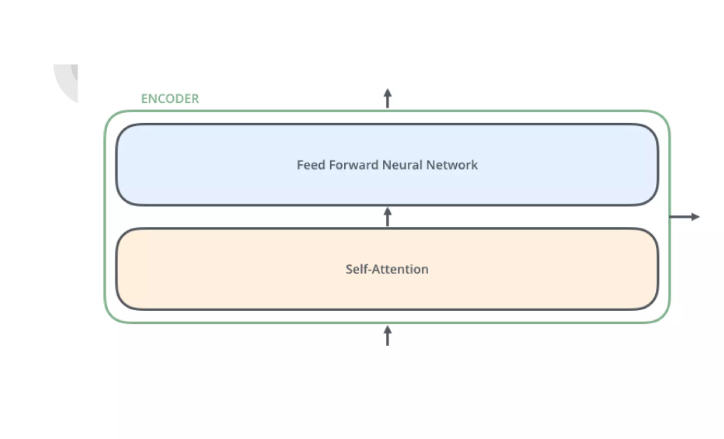 ENCODER
Feed Forward Neural Network
Self-Attention